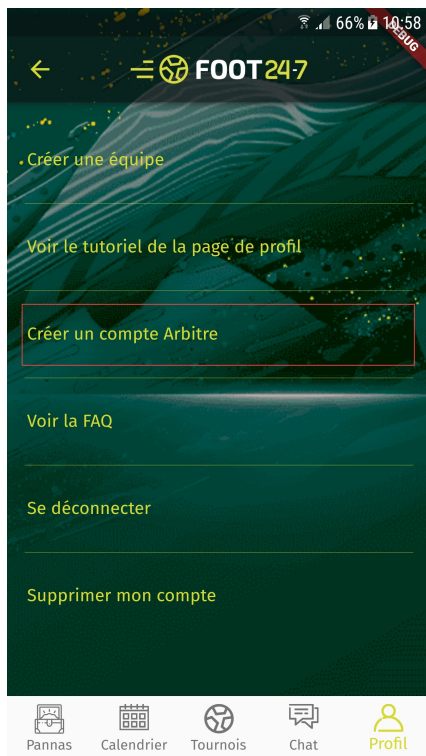 66% 10:58
DEBUG
FOOT24-7
Créer une équipe
Voir le tutoriel de la page de profil
Créer un compte Arbitre
Voir la FAQ
Se déconnecter
Supprimer mon compte
Pannas Calendrier Tournois Chat Profil